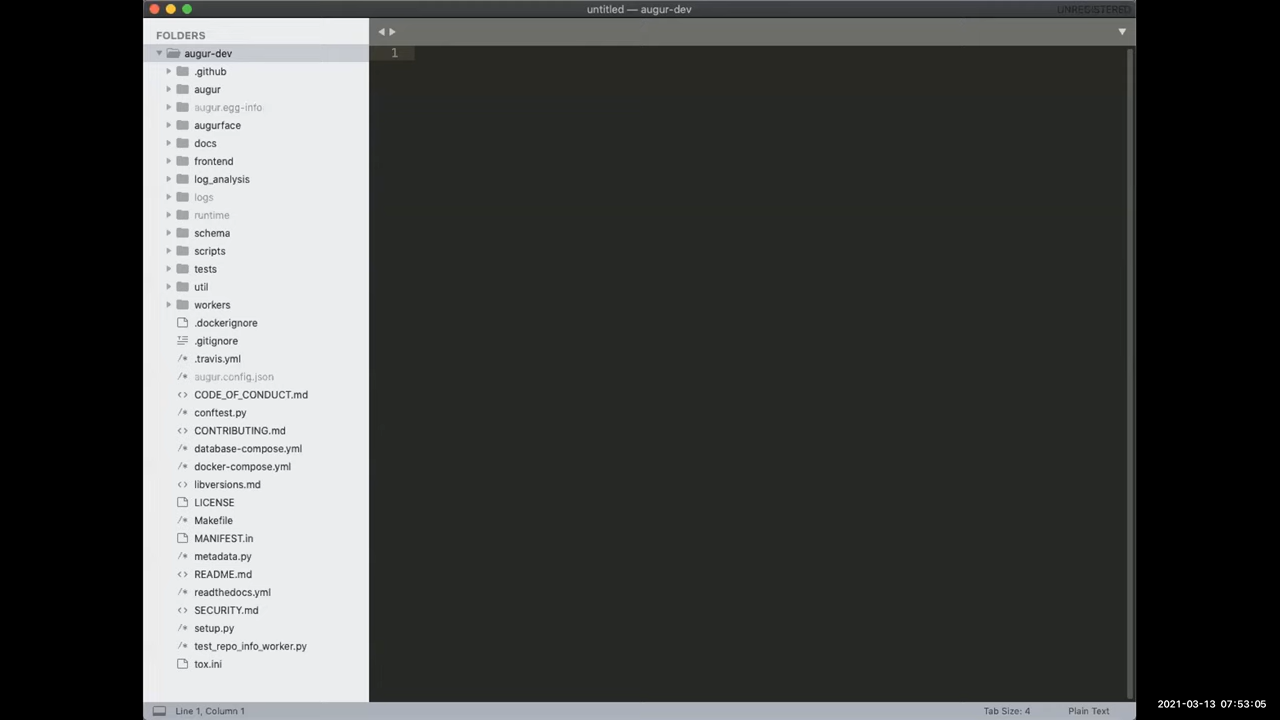 untitled — augur-dev
UNREGISTERED
FOLDERS
augur-dev
.github
augur
augur.egg-info
augurface
docs
frontend
log_analysis
logs
runtime
schema
scripts
tests
util
workers
.dockerignore
.gitignore
.travis.yml
augur.config.json
CODE_OF_CONDUCT.md
conftest.py
CONTRIBUTING.md
database-compose.yml
docker-compose.yml
libversions.md
LICENSE
Makefile
MANIFEST.in
metadata.py
README.md
readthedocs.yml
SECURITY.md
setup.py
test_repo_info_worker.py
tox.ini
1
Line 1, Column 1
Tab Size: 4
Plain Text
2021-03-13 07:53:05